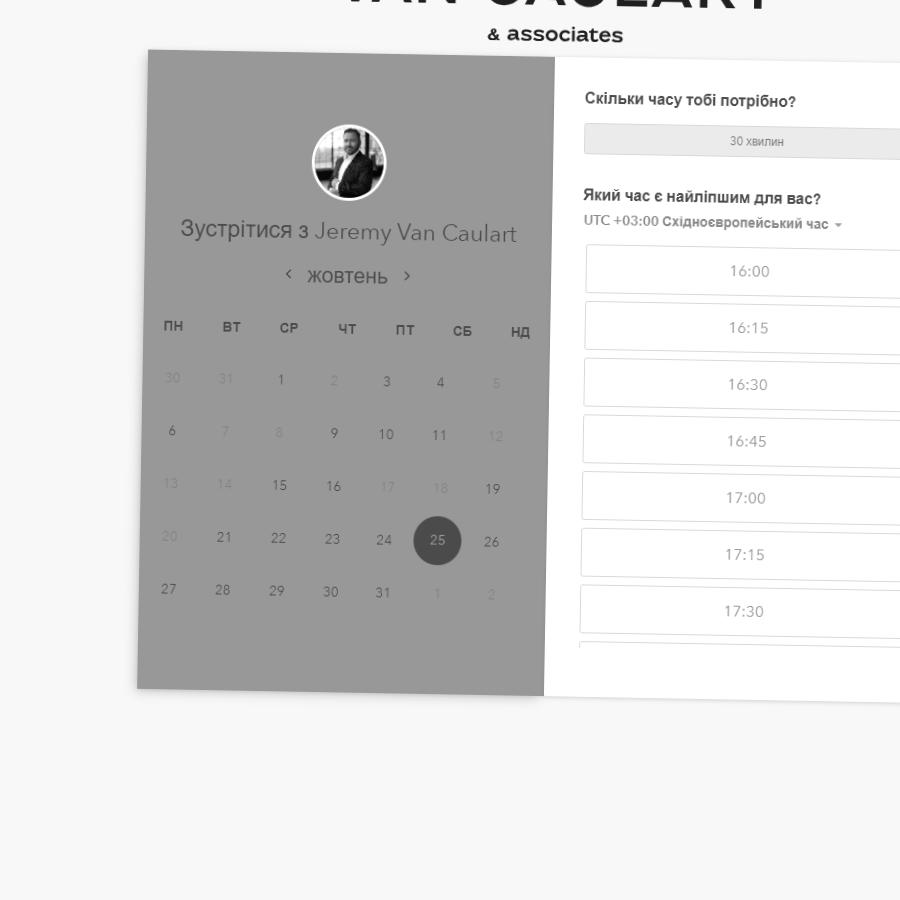 VAN CAULART
& associates
Зустрітися з Jeremy Van Caulart
жовтень
ПН ВТ СР ЧТ ПТ СБ НД
30 31 1 2 3 4 5
6 7 8 9 10 11 12
13 14 15 16 17 18 19
20 21 22 23 24 25 26
27 28 29 30 31 1 2
Скільки часу тобі потрібно?
30 хвилин
Який час є найліпшим для вас?
UTC +03:00 Східноєвропейський час
16:00
16:15
16:30
16:45
17:00
17:15
17:30